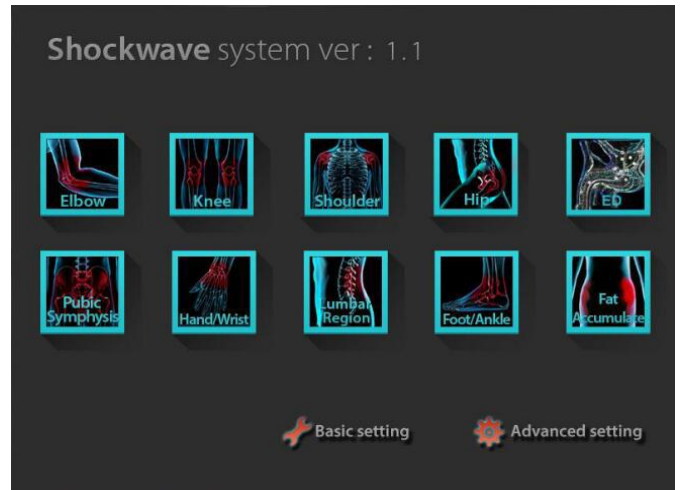 Shockwave system ver : 1.1
Elbow
Knee
Shoulder
Hip
ED
Pubic
Symphysis
Hand/Wrist
Lumbar
Region
Foot/Ankle
Fat
Accumulate
Basic setting
Advanced setting